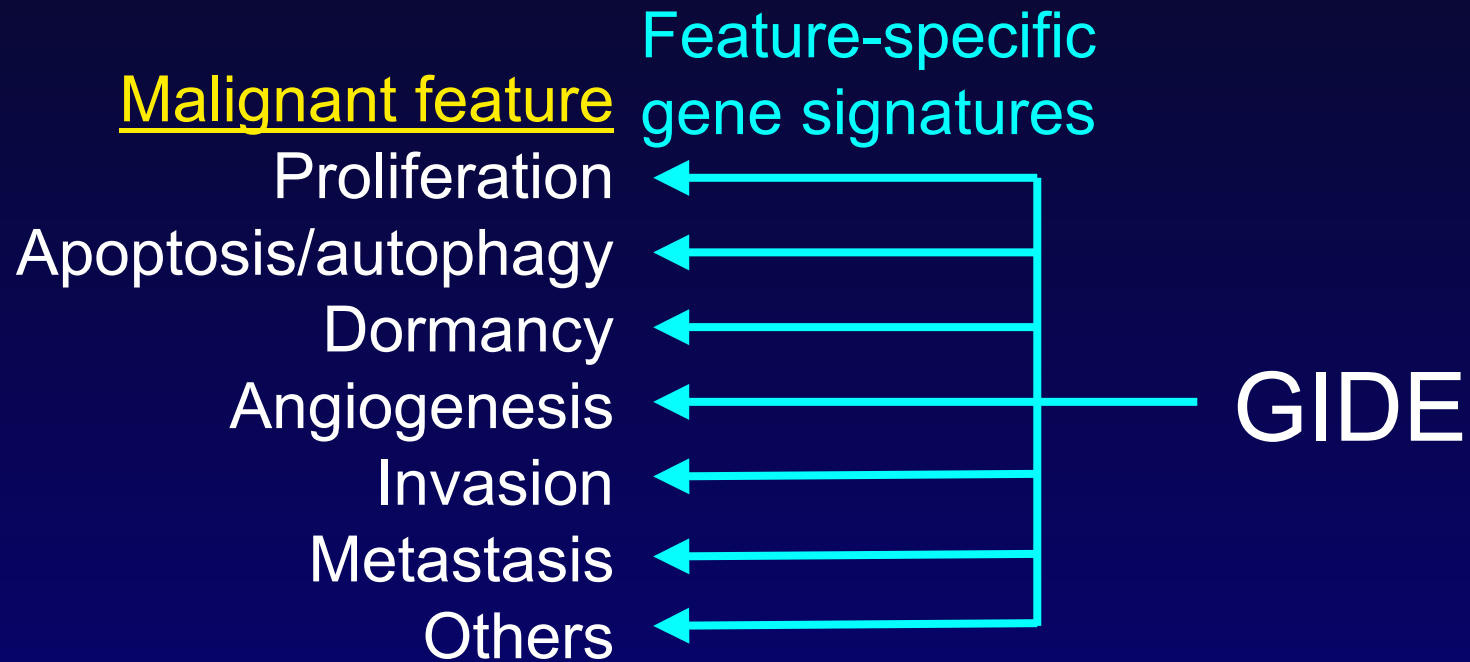 Feature-specific
gene signatures
Malignant feature
Proliferation
Apoptosis/autophagy
Dormancy
Angiogenesis
Invasion
Metastasis
Others
GIDE